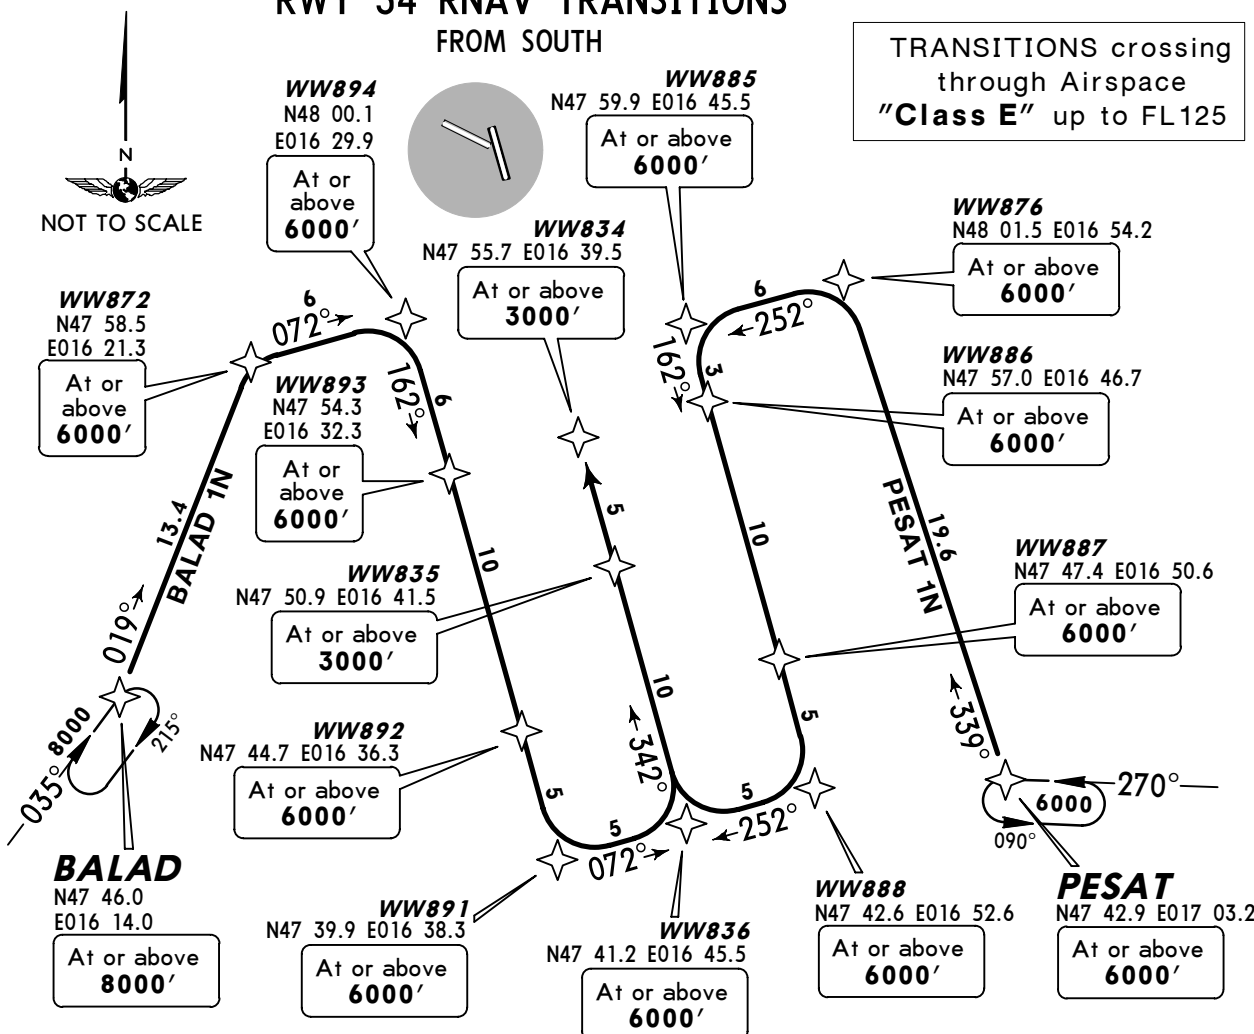 RWY 34 RNAV TRANSITIONS
FROM SOUTH
TRANSITIONS crossing
through Airspace
"Class E" up to FL125
N
NOT TO SCALE
WW894
N48 00.1
E016 29.9
At or
above
6000'
WW885
N47 59.9 E016 45.5
At or above
6000'
WW834
N47 55.7 E016 39.5
At or above
3000'
WW876
N48 01.5 E016 54.2
At or above
6000'
WW872
N47 58.5
E016 21.3
At or
above
6000'
6
072°
6
252°
162°
3
WW886
N47 57.0 E016 46.7
At or above
6000'
WW893
N47 54.3
E016 32.3
At or
above
6000'
162°
6
13.4
BALAD 1N
019°
10
5
10
PESAT 1N
19.6
WW887
N47 47.4 E016 50.6
At or above
6000'
WW835
N47 50.9 E016 41.5
At or above
3000'
10
342°
5
339°
8000
215°
035°
WW892
N47 44.7 E016 36.3
At or above
6000'
5
5
072°
5
252°
270°
6000
090°
BALAD
N47 46.0
E016 14.0
At or above
8000'
WW891
N47 39.9 E016 38.3
At or above
6000'
WW836
N47 41.2 E016 45.5
At or above
6000'
WW888
N47 42.6 E016 52.6
At or above
6000'
PESAT
N47 42.9 E017 03.2
At or above
6000'